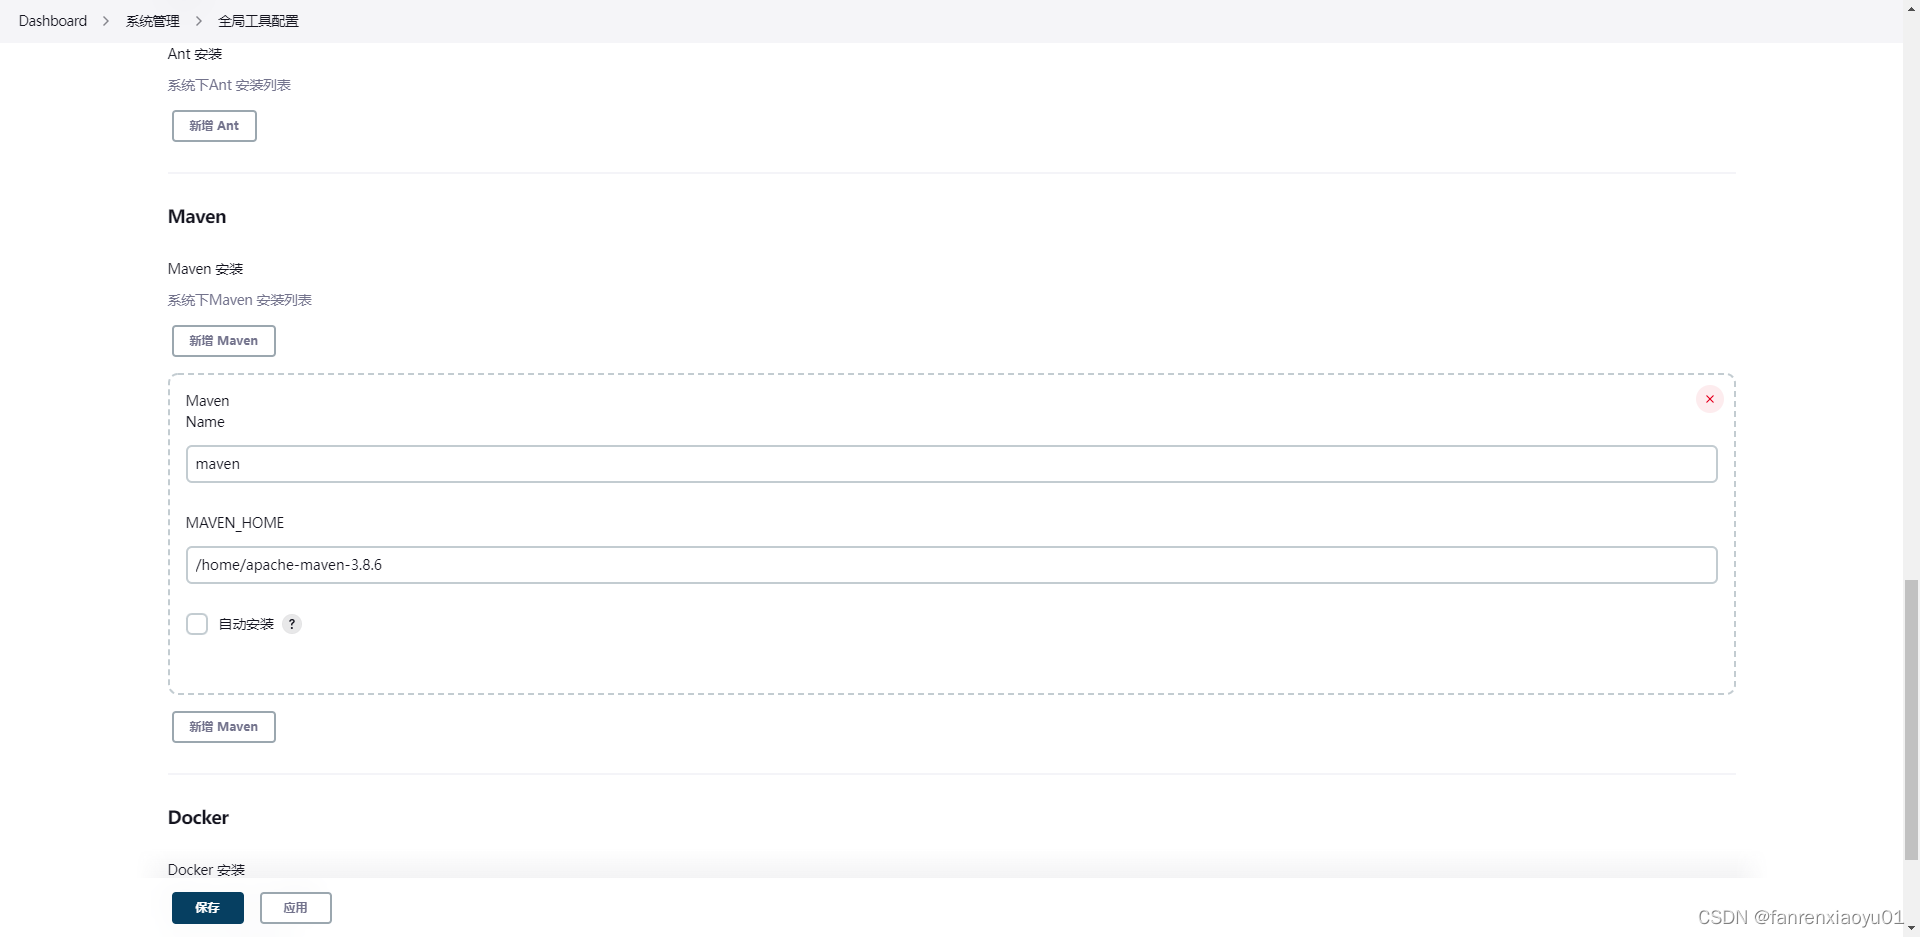 Dashboard > 系统管理 > 全局工具配置
Ant 安装
系统下Ant 安装列表
新增 Ant
Maven
Maven 安装
系统下Maven 安装列表
新增 Maven
Maven
Name
maven
MAVEN_HOME
/home/apache-maven-3.8.6
自动安装 ?
新增 Maven
Docker
Docker 安装
保存 应用
CSDN @fanrenxiaoyu01